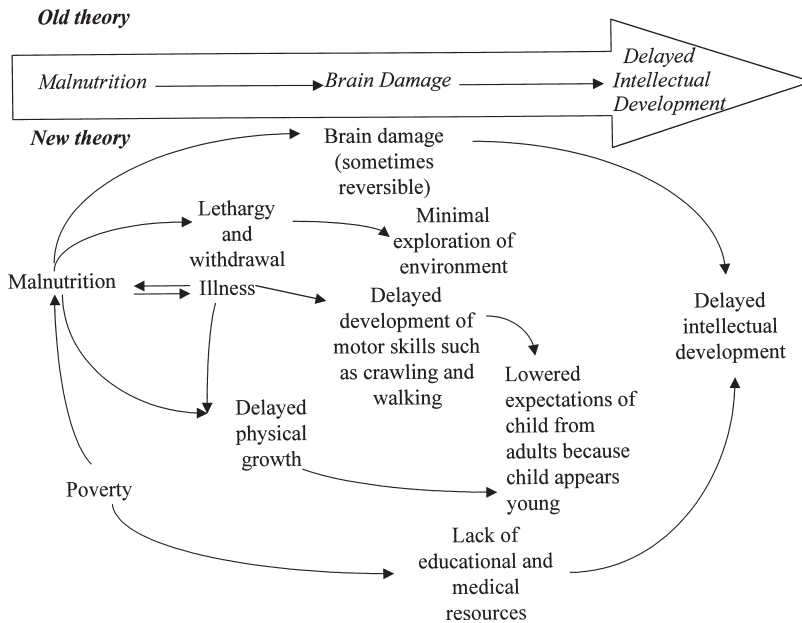 Old theory
Malnutrition
Brain Damage
Delayed
Intellectual
Development
New theory
Brain damage
(sometimes
reversible)
Lethargy
and
withdrawal
Minimal
exploration of
environment
Malnutrition
Illness
Delayed
development of
motor skills such
as crawling and
walking
Delayed
intellectual
development
Delayed
physical
growth
Lowered
expectations of
child from
adults because
child appears
young
Poverty
Lack of
educational and
medical
resources